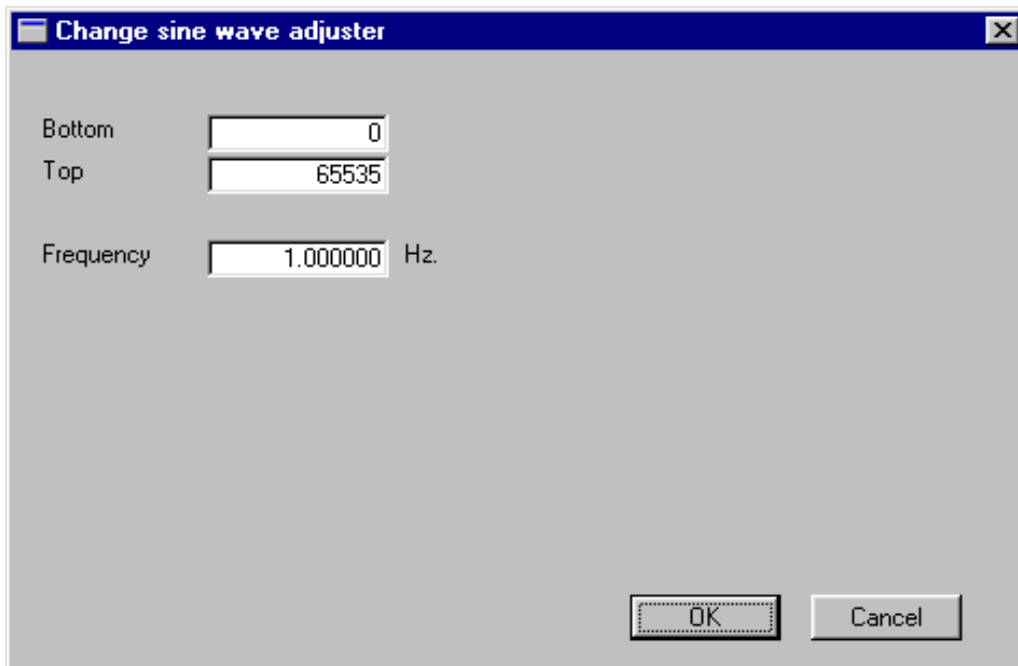 Change sine wave adjuster
Bottom 0
Top 65535
Frequency 1.000000 Hz.
OK Cancel